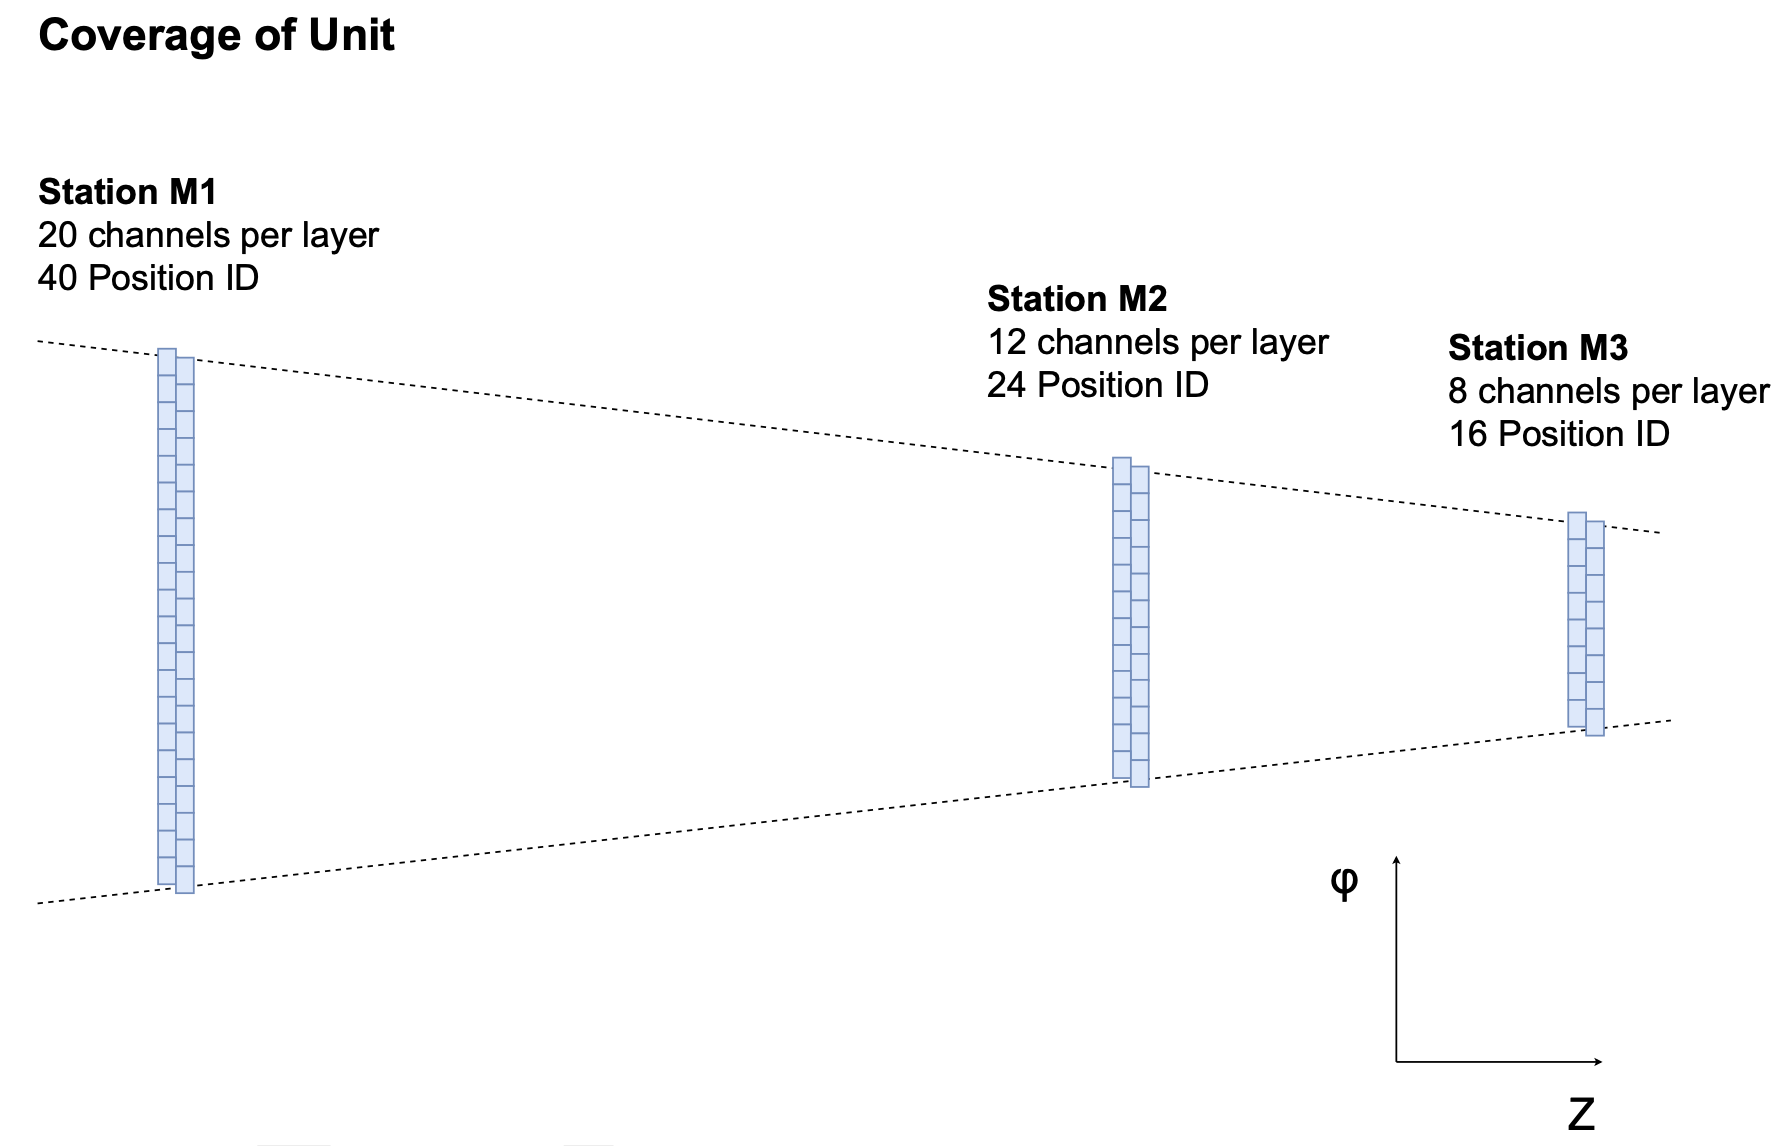 Coverage of Unit
Station M1
20 channels per layer
40 Position ID
Station M2
12 channels per layer
24 Position ID
Station M3
8 channels per layer
16 Position ID
φ
Z